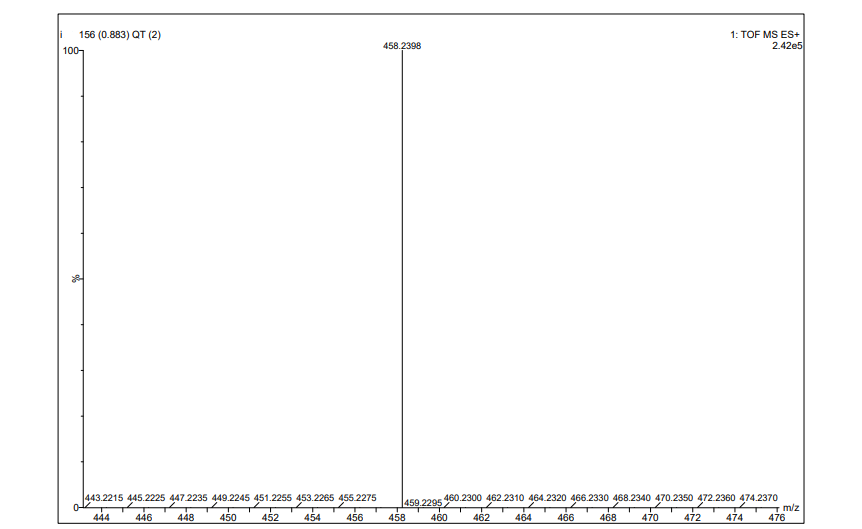 i 156 (0.883) QT (2)
1: TOF MS ES+
2.42e5
100
458.2398
%
0
443.2215 445.2225 447.2235 449.2245 451.2255 453.2265 455.2275 459.2295 460.2300 462.2310 464.2320 466.2330 468.2340 470.2350 472.2360 474.2370
m/z
444 446 448 450 452 454 456 458 460 462 464 466 468 470 472 474 476